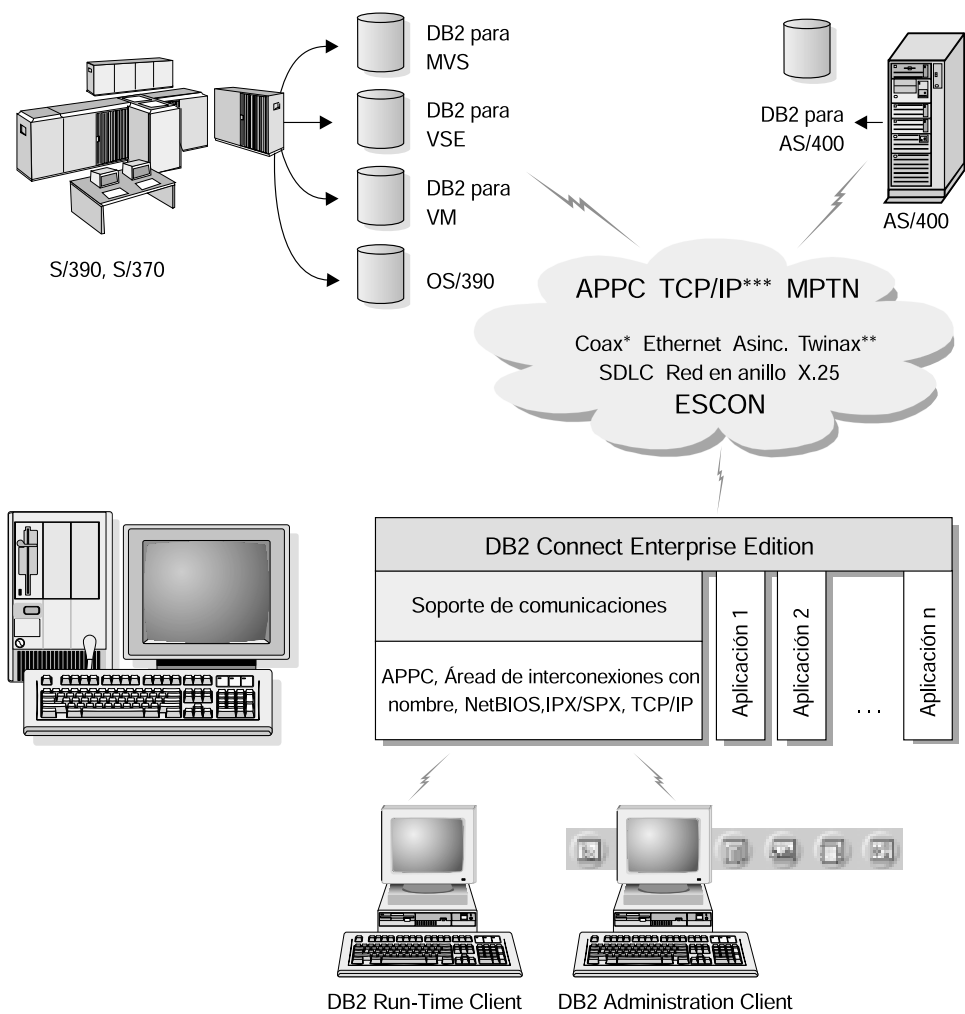 DB2 para
MVS
DB2 para
VSE
DB2 para
VM
OS/390
S/390, S/370
DB2 para
AS/400
AS/400
APPC TCP/IP*** MPTN
Coax* Ethernet Asinc. Twinax**
SDLC Red en anillo X.25
ESCON
DB2 Connect Enterprise Edition
Soporte de comunicaciones
APPC, Áread de interconexiones con
nombre, NetBIOS,IPX/SPX, TCP/IP
Aplicación 1
Aplicación 2
. . .
Aplicación n
DB2 Run-Time Client
DB2 Administration Client